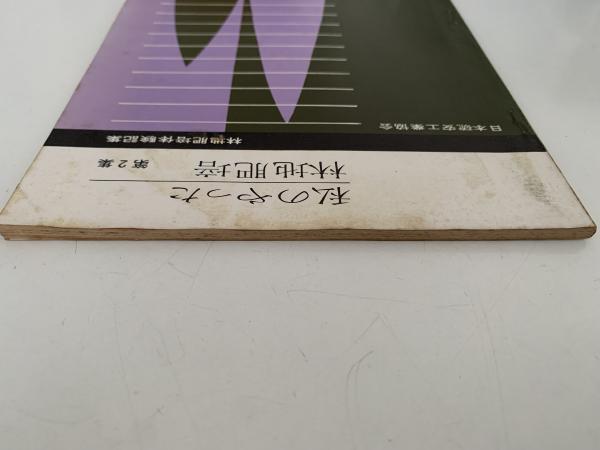 私のやった
林地肥培 第2集
林地肥培体験記集
日本硫安工業協会